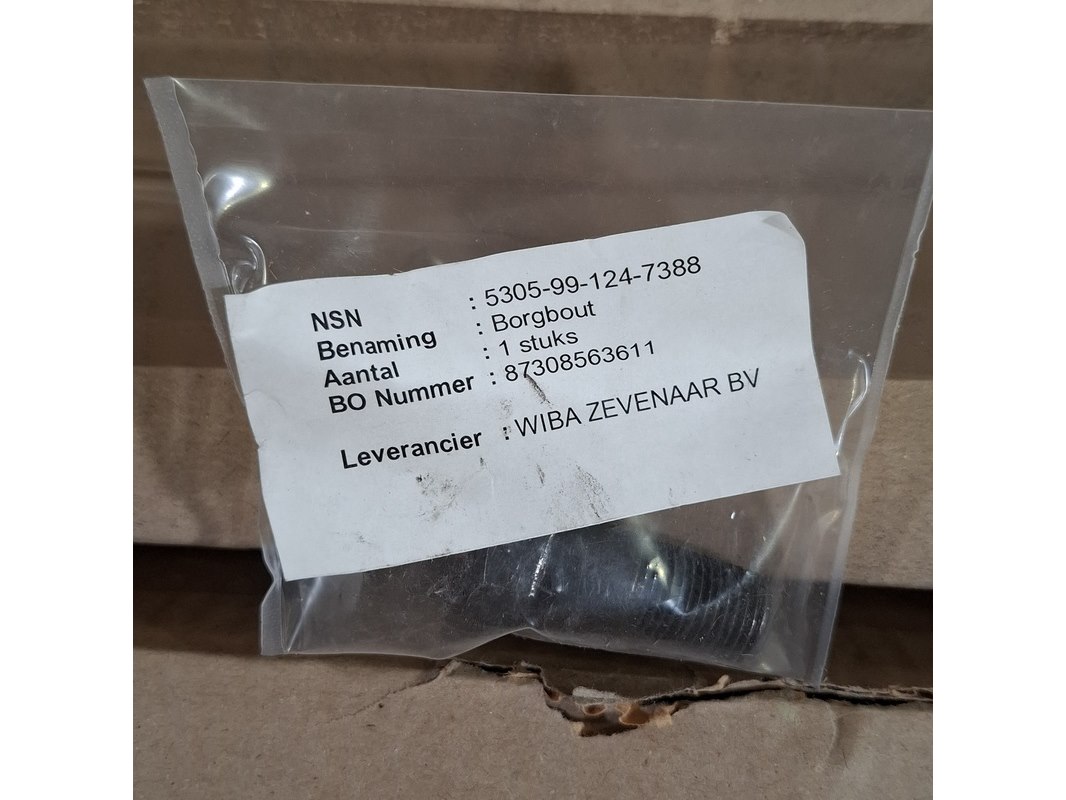 NSN : 5305-99-124-7388
Benaming : Borgbout
Aantal : 1 stuks
BO Nummer : 87308563611
Leverancier : WIBA ZEVENAAR BV